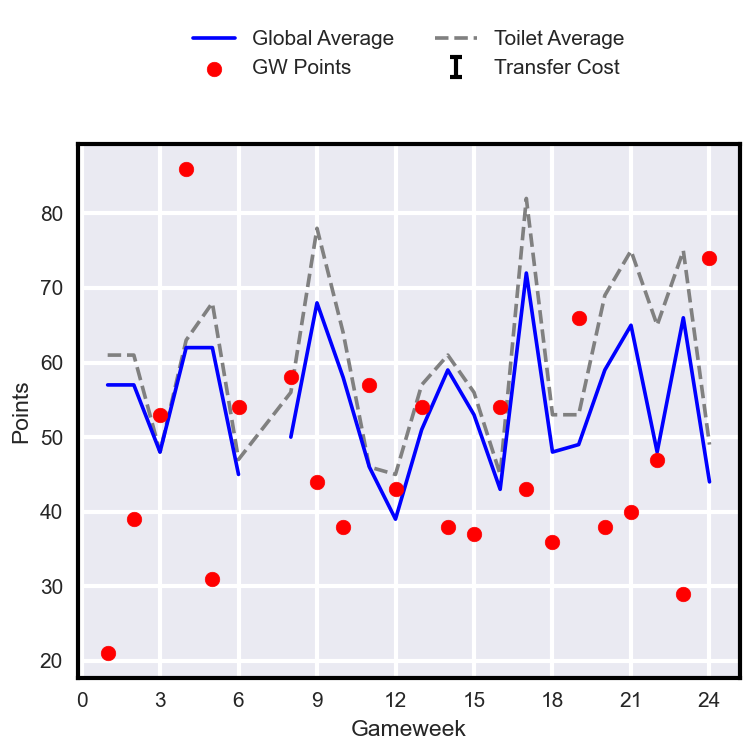 Global Average
Toilet Average
GW Points
Transfer Cost
80
70
60
50
40
30
20
Points
0 3 6 9 12 15 18 21 24
Gameweek